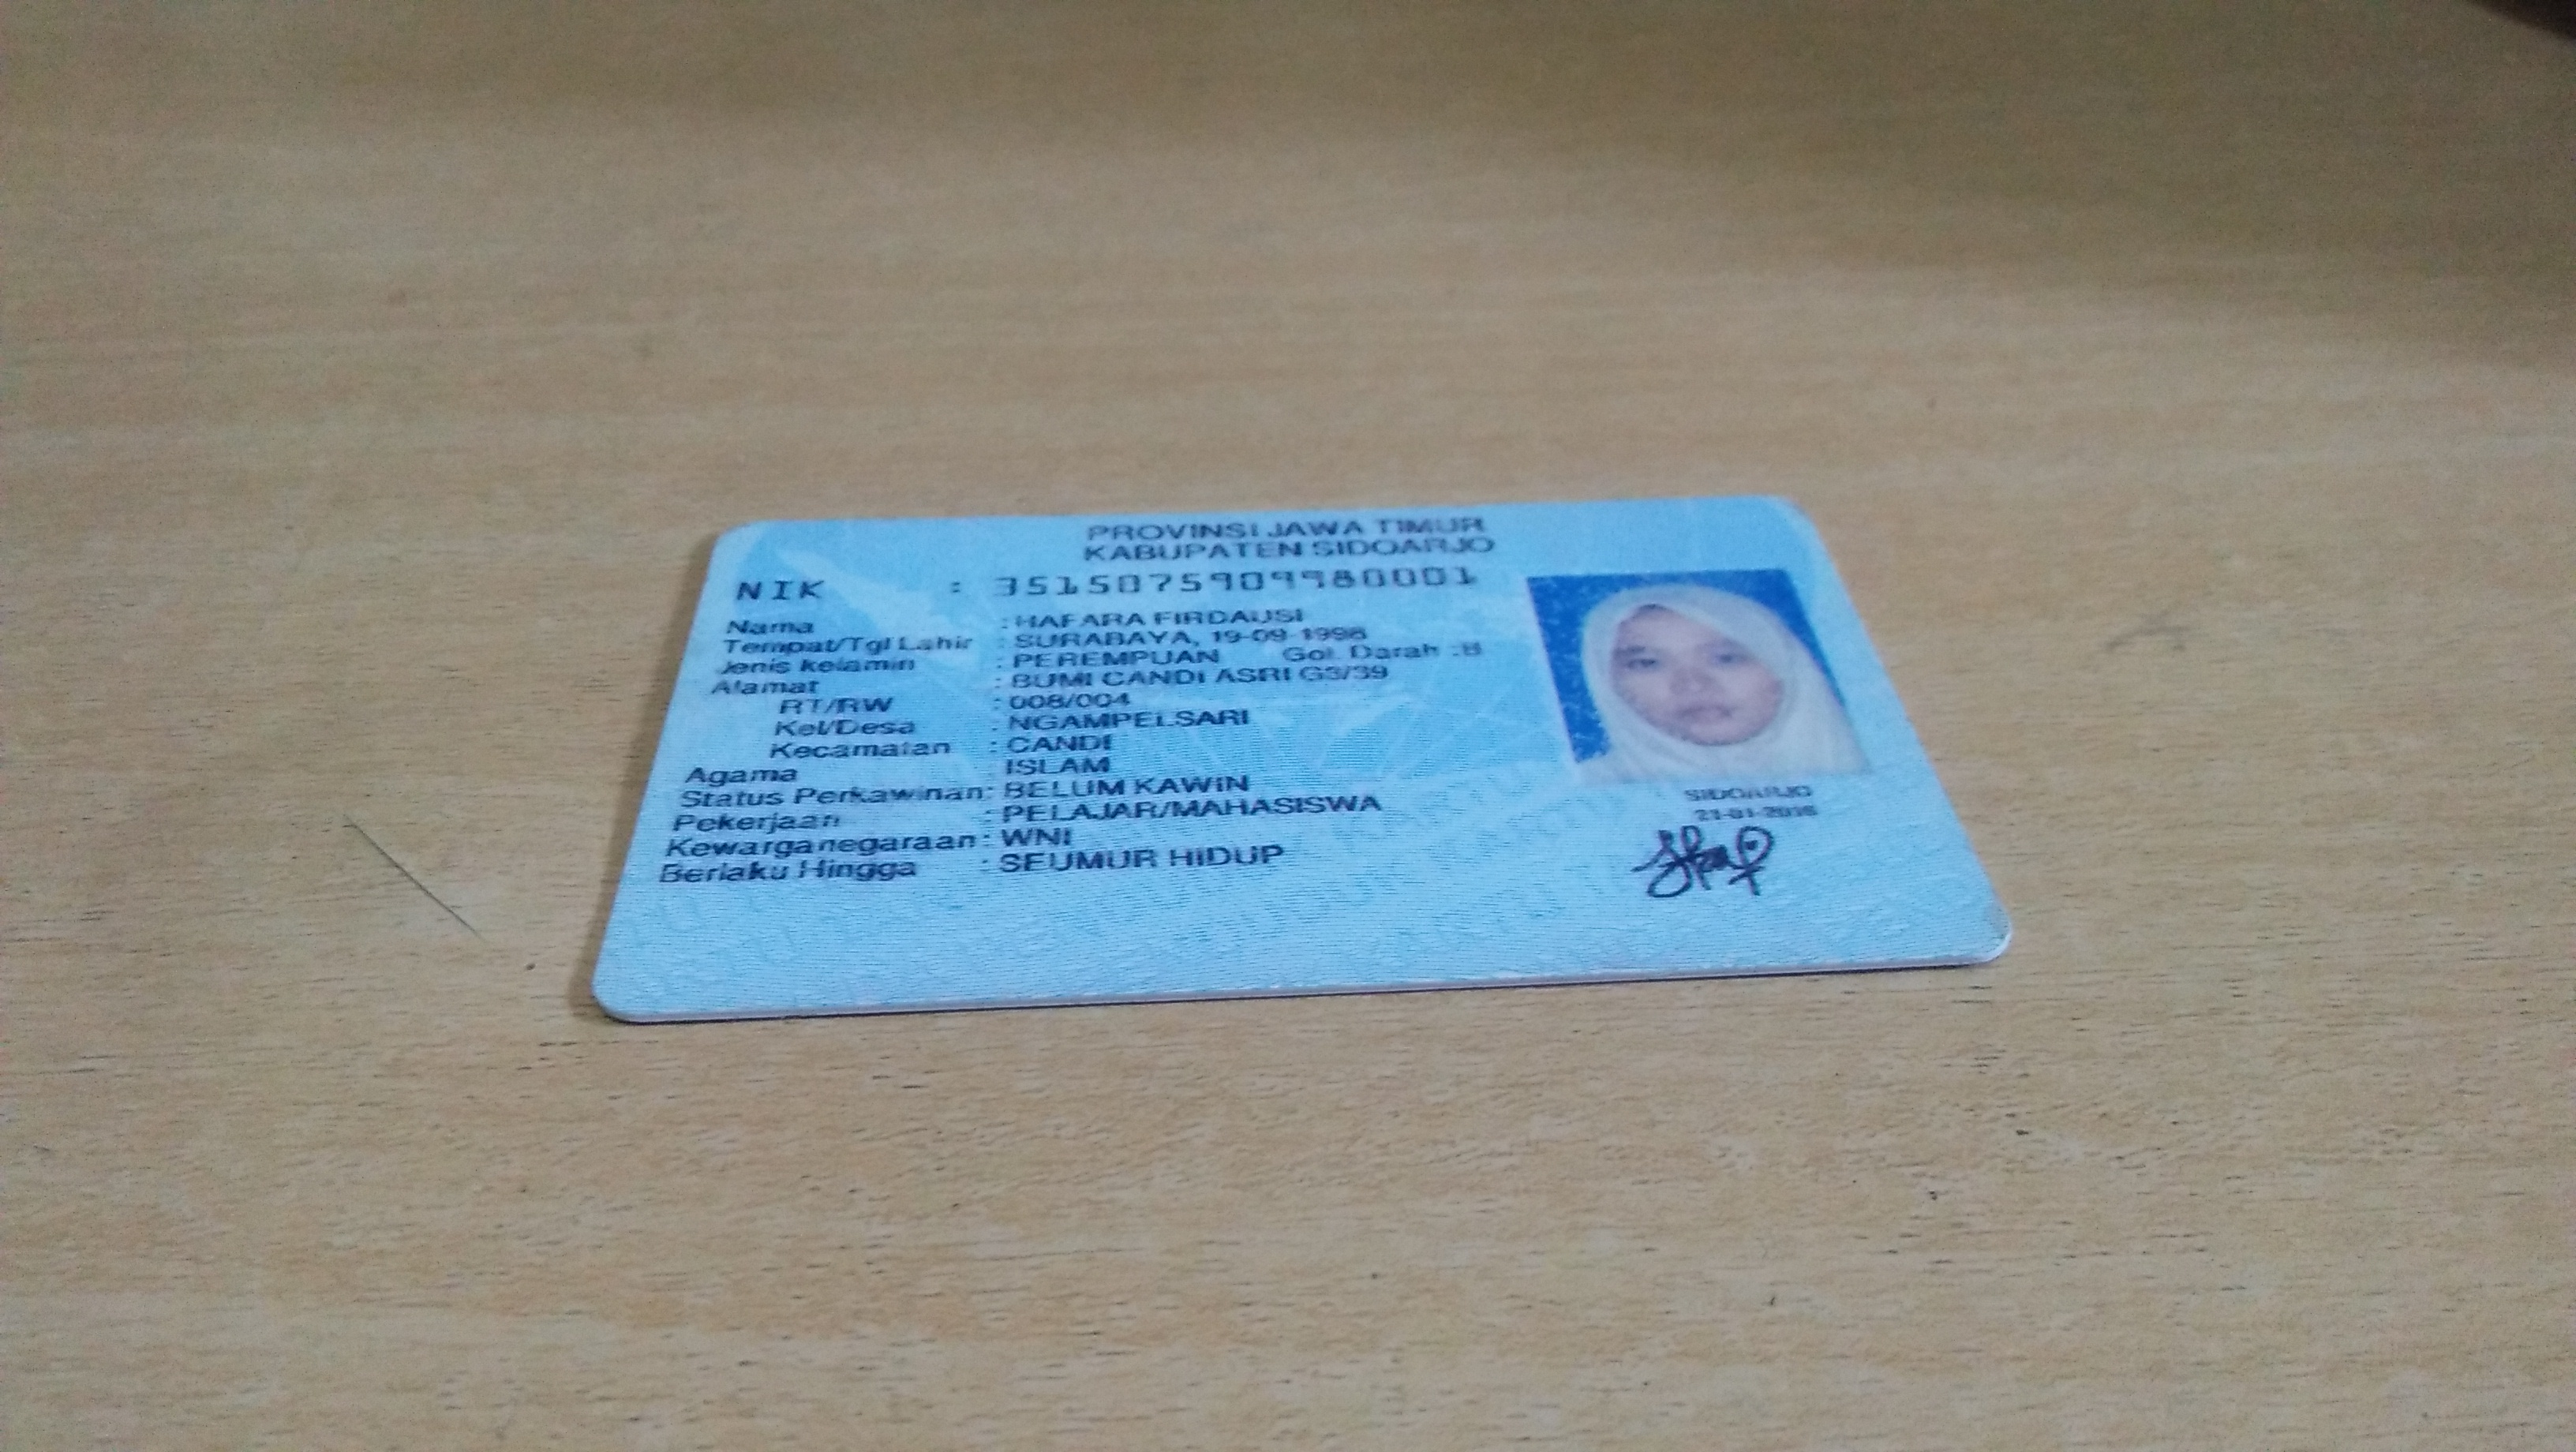 PROVINSI JAWA TIMUR
KABUPATEN SIDOARJO
NIK : 3515075909980001
Nama : HAFARA FIRDAUSI
Tempat/Tgl Lahir : SURABAYA, 19-09-1998
Jenis kelamin : PEREMPUAN Gol. Darah : B
Alamat : BUMI CANDI ASRI G3/39
RT/RW : 008/004
Kel/Desa : NGAMPELSARI
Kecamatan : CANDI
Agama : ISLAM
Status Perkawinan : BELUM KAWIN
Pekerjaan : PELAJAR/MAHASISWA
Kewarganegaraan : WNI
Berlaku Hingga : SEUMUR HIDUP
SIDOARJO
21-01-2016